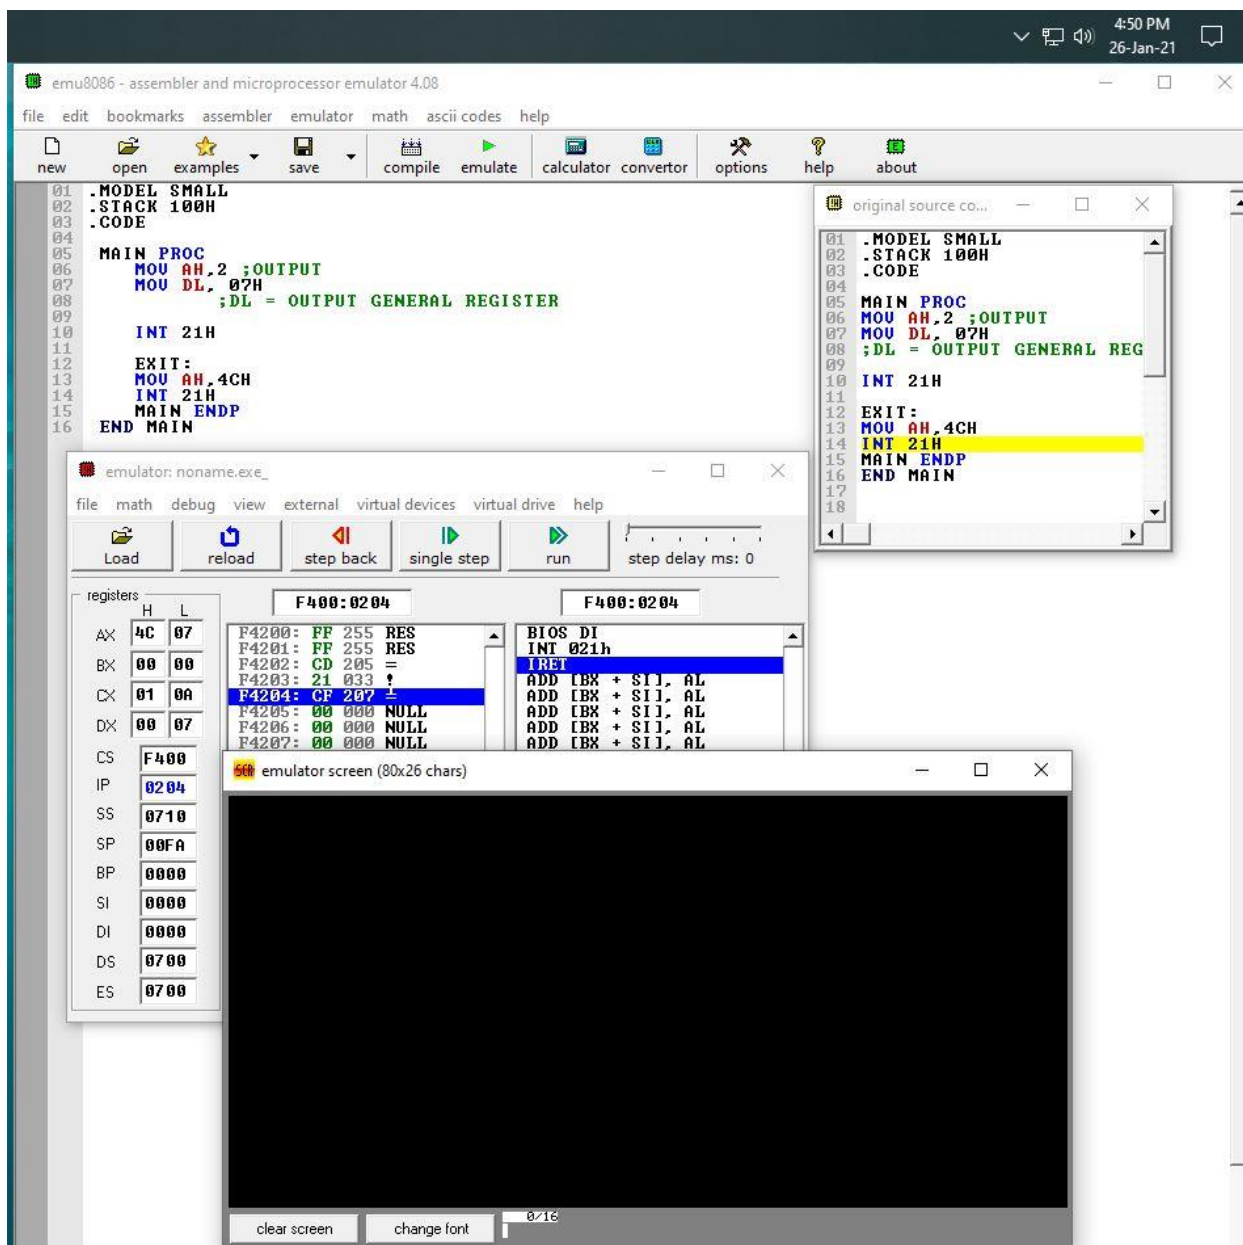 4:50 PM
26-Jan-21
emu8086 - assembler and microprocessor emulator 4.08
file edit bookmarks assembler emulator math ascii codes help
new open examples save compile emulate calculator convertor options help about
01 .MODEL SMALL
02 .STACK 100H
03 .CODE
04
05 MAIN PROC
06 MOV AH,2 ;OUTPUT
07 MOV DL, 07H
08 ;DL = OUTPUT GENERAL REGISTER
09
10 INT 21H
11
12 EXIT:
13 MOV AH,4CH
14 INT 21H
15 MAIN ENDP
16 END MAIN
original source co...
01 .MODEL SMALL
02 .STACK 100H
03 .CODE
04
05 MAIN PROC
06 MOV AH,2 ;OUTPUT
07 MOV DL, 07H
08 ;DL = OUTPUT GENERAL REG
09
10 INT 21H
11
12 EXIT:
13 MOV AH,4CH
14 INT 21H
15 MAIN ENDP
16 END MAIN
17
18
emulator: noname.exe_
file math debug view external virtual devices virtual drive help
Load reload step back single step run step delay ms: 0
registers
H L
AX 4C 07
BX 00 00
CX 01 0A
DX 00 07
CS F400
IP 0204
SS 0710
SP 00FA
BP 0000
SI 0000
DI 0000
DS 0700
ES 0700
F400:0204
F400:0204
F4200: FF 255 RES
F4201: FF 255 RES
F4202: CD 205 =
F4203: 21 033 !
F4204: CF 207 ╧
F4205: 00 000 NULL
F4206: 00 000 NULL
F4207: 00 000 NULL
BIOS DI
INT 021h
IRET
ADD [BX + SI], AL
ADD [BX + SI], AL
ADD [BX + SI], AL
ADD [BX + SI], AL
ADD [BX + SI], AL
SCR emulator screen (80x26 chars)
clear screen change font 0/16